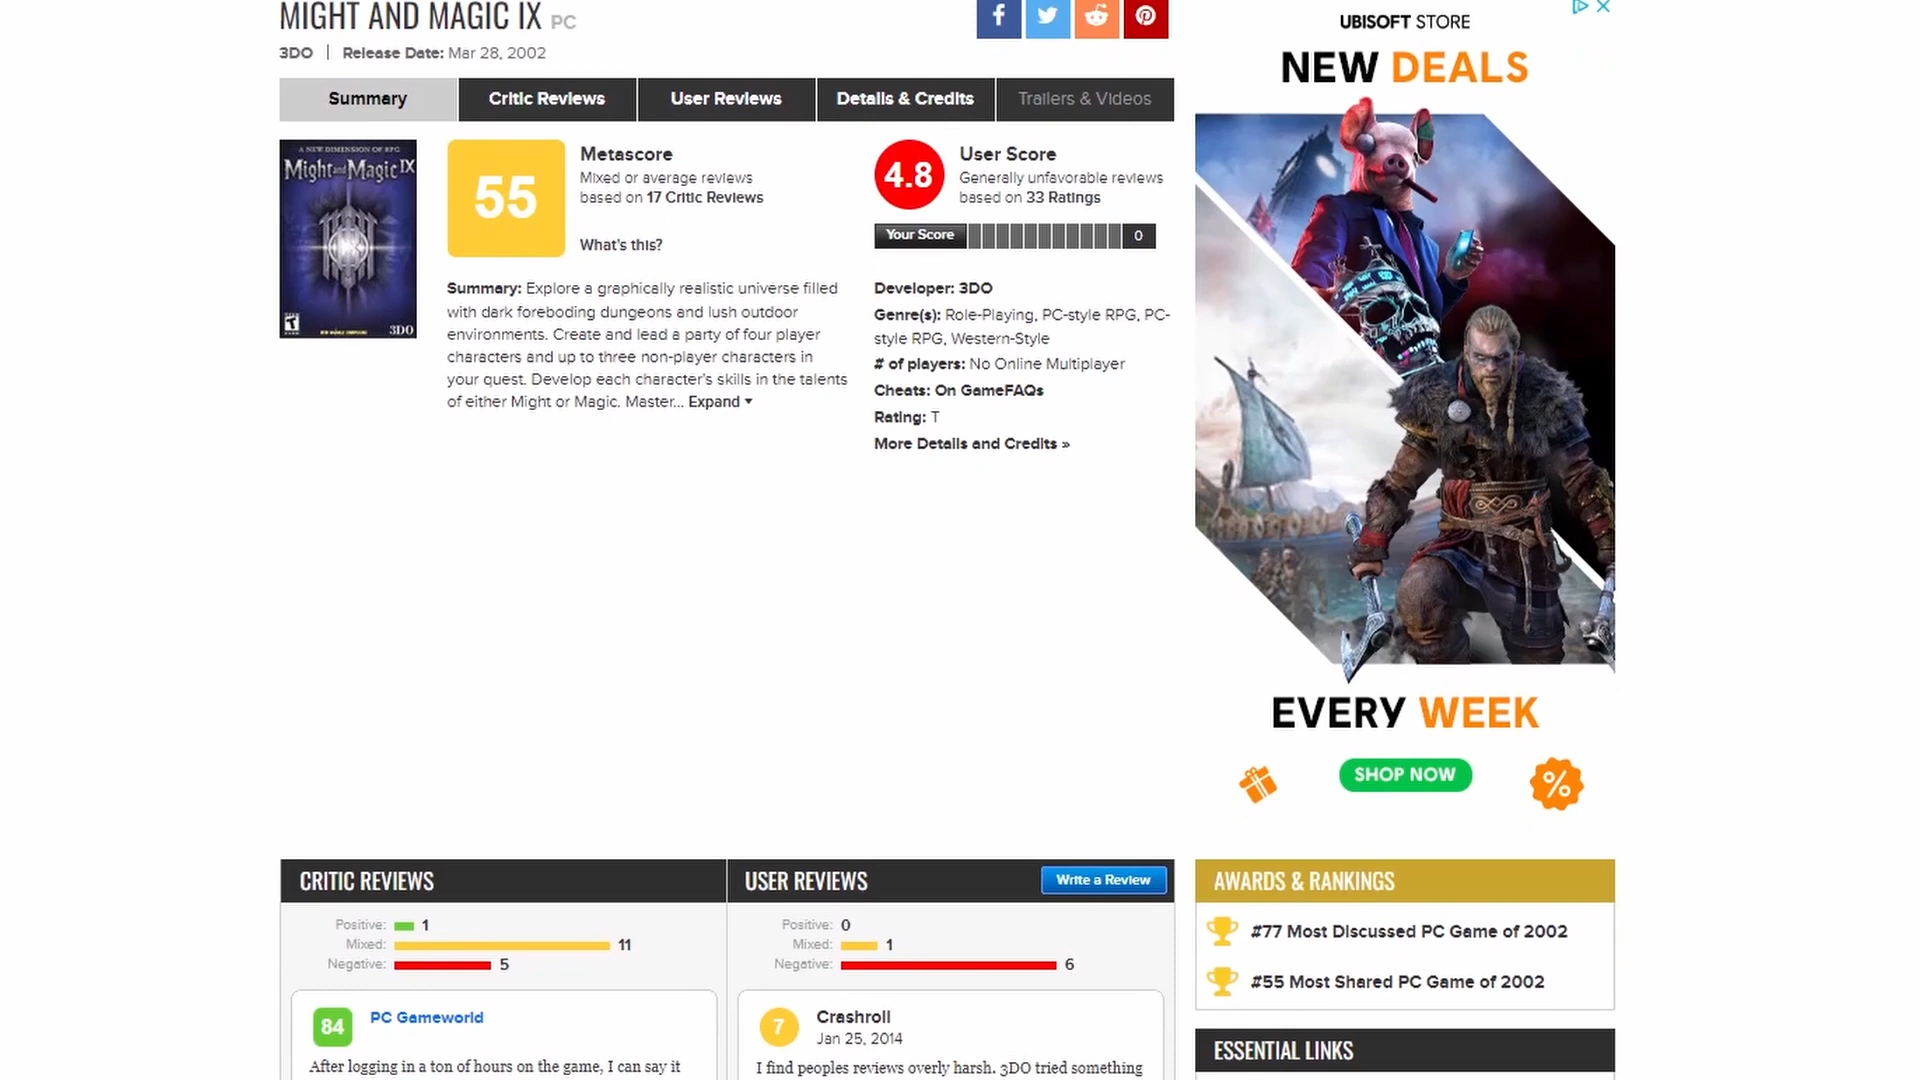 MIGHT AND MAGIC IX PC
3DO | Release Date: Mar 28, 2002
Summary
Critic Reviews
User Reviews
Details & Credits
Trailers & Videos
A NEW DIMENSION OF RPG
Might and Magic IX
3DO
55
Metascore
Mixed or average reviews
based on 17 Critic Reviews
What's this?
Summary: Explore a graphically realistic universe filled
with dark foreboding dungeons and lush outdoor
environments. Create and lead a party of four player
characters and up to three non-player characters in
your quest. Develop each character's skills in the talents
of either Might or Magic. Master... Expand
4.8
User Score
Generally unfavorable reviews
based on 33 Ratings
Your Score
0
Developer: 3DO
Genre(s): Role-Playing, PC-style RPG, PC-
style RPG, Western-Style
# of players: No Online Multiplayer
Cheats: On GameFAQs
Rating: T
More Details and Credits »
UBISOFT STORE
NEW DEALS
EVERY WEEK
SHOP NOW
%
CRITIC REVIEWS
Positive: 1
Mixed: 11
Negative: 5
84
PC Gameworld
After logging in a ton of hours on the game, I can say it
USER REVIEWS
Write a Review
Positive: 0
Mixed: 1
Negative: 6
7
Crashroll
Jan 25, 2014
I find peoples reviews overly harsh. 3DO tried something
AWARDS & RANKINGS
#77 Most Discussed PC Game of 2002
#55 Most Shared PC Game of 2002
ESSENTIAL LINKS